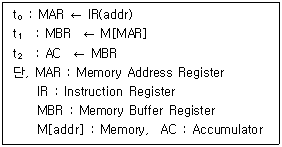 t₀ : MAR ← IR(addr)
t₁ : MBR ← M[MAR]
t₂ : AC ← MBR
단, MAR : Memory Address Register
IR : Instruction Register
MBR : Memory Buffer Register
M[addr] : Memory, AC : Accumulator